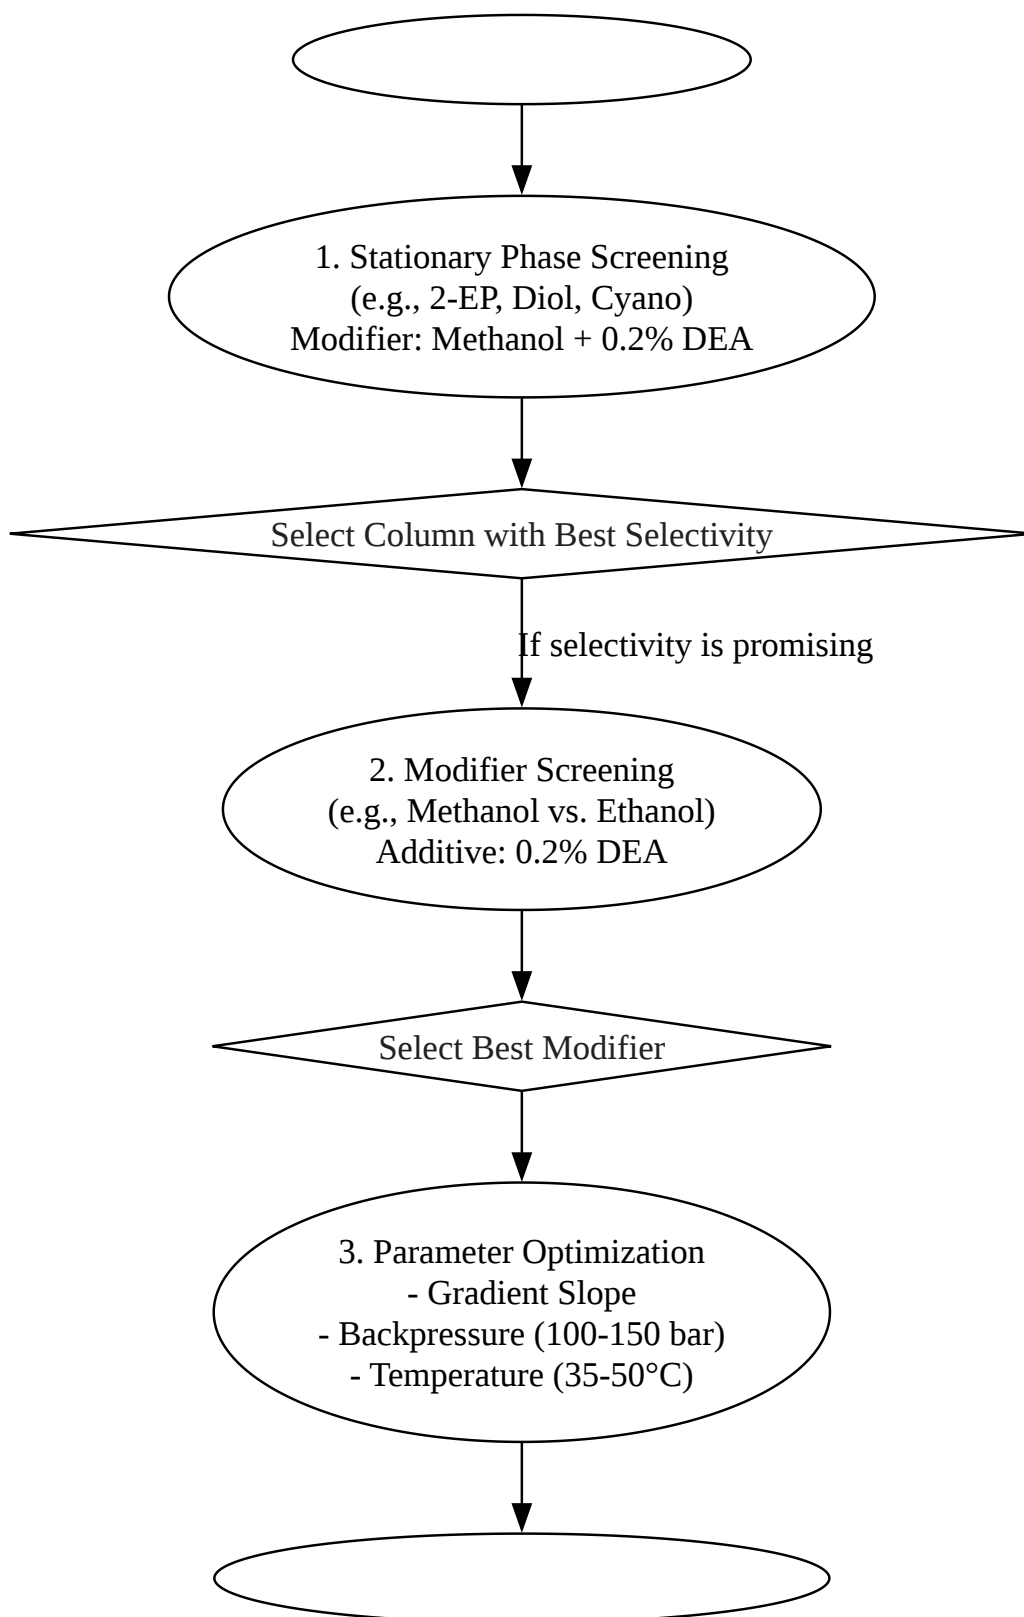 1. Stationary Phase Screening
(e.g., 2-EP, Diol, Cyano)
Modifier: Methanol + 0.2% DEA
Select Column with Best Selectivity
If selectivity is promising
2. Modifier Screening
(e.g., Methanol vs. Ethanol)
Additive: 0.2% DEA
Select Best Modifier
3. Parameter Optimization
- Gradient Slope
- Backpressure (100-150 bar)
- Temperature (35-50°C)